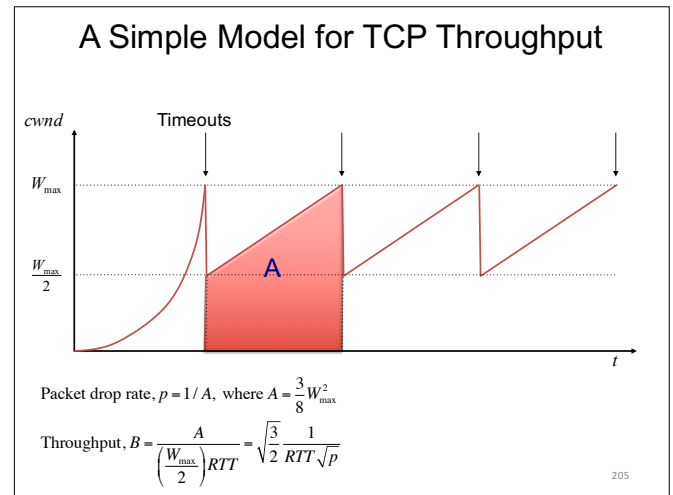 A Simple Model for TCP Throughput
cwnd
Timeouts
W_max
W_max / 2
A
t
Packet drop rate, p = 1 / A, where A = 3/8 W²_max
Throughput, B = A / ((W_max / 2) RTT) = √(3/2) 1 / (RTT √p)
205